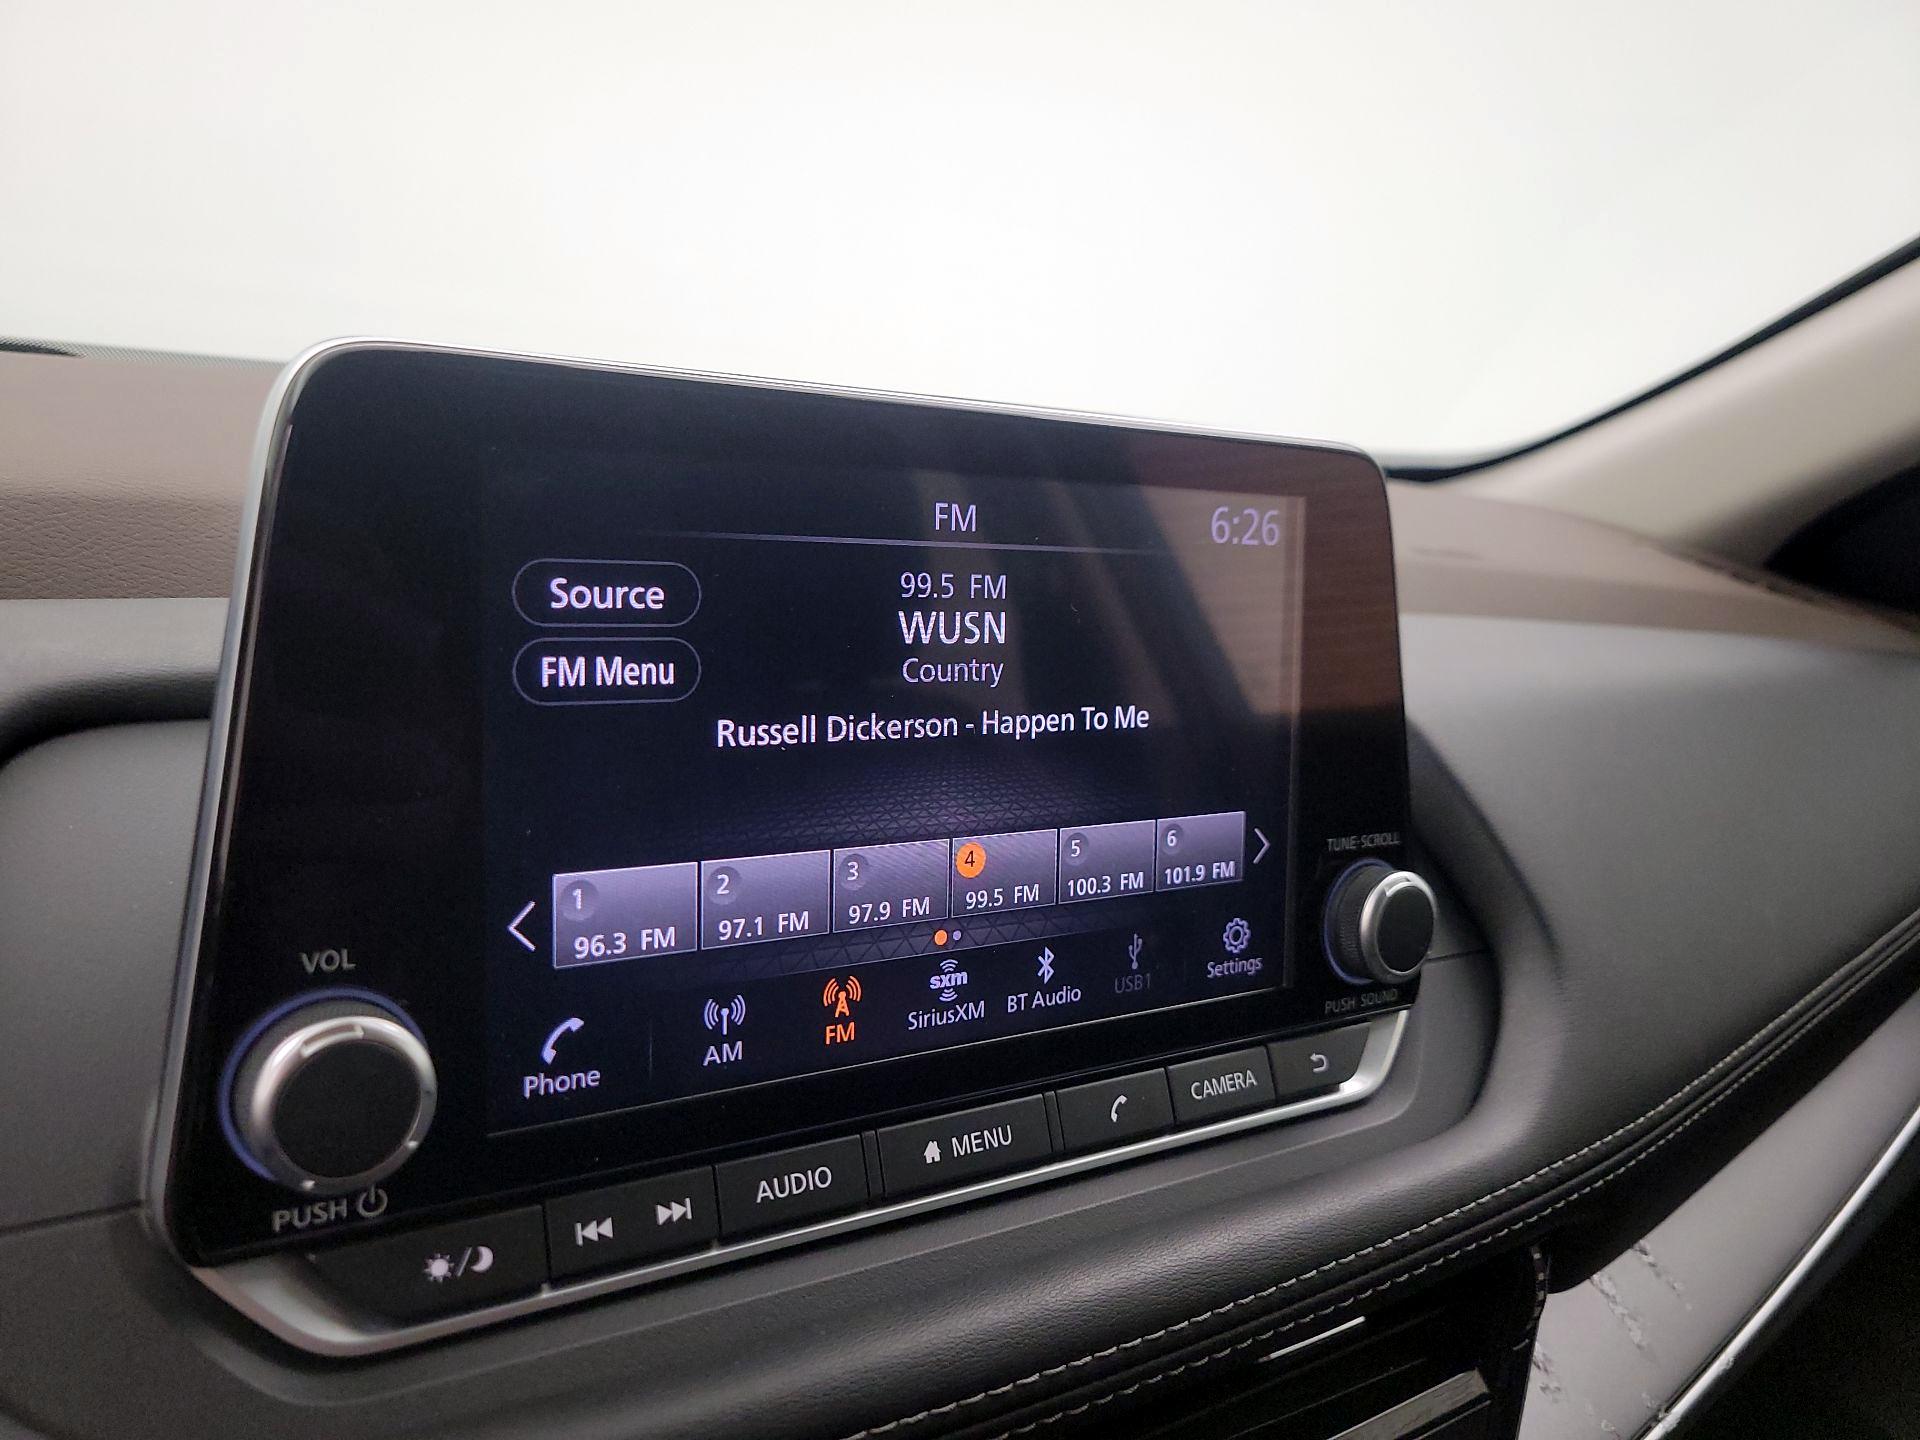 FM
6:26
Source
99.5 FM
WUSN
FM Menu
Country
Russell Dickerson - Happen To Me
1
96.3 FM
2
97.1 FM
3
97.9 FM
4
99.5 FM
5
100.3 FM
6
101.9 FM
Phone
AM
FM
sxm
SiriusXM
BT Audio
USB1
Settings
VOL
PUSH
TUNE·SCROLL
PUSH SOUND
AUDIO
MENU
CAMERA